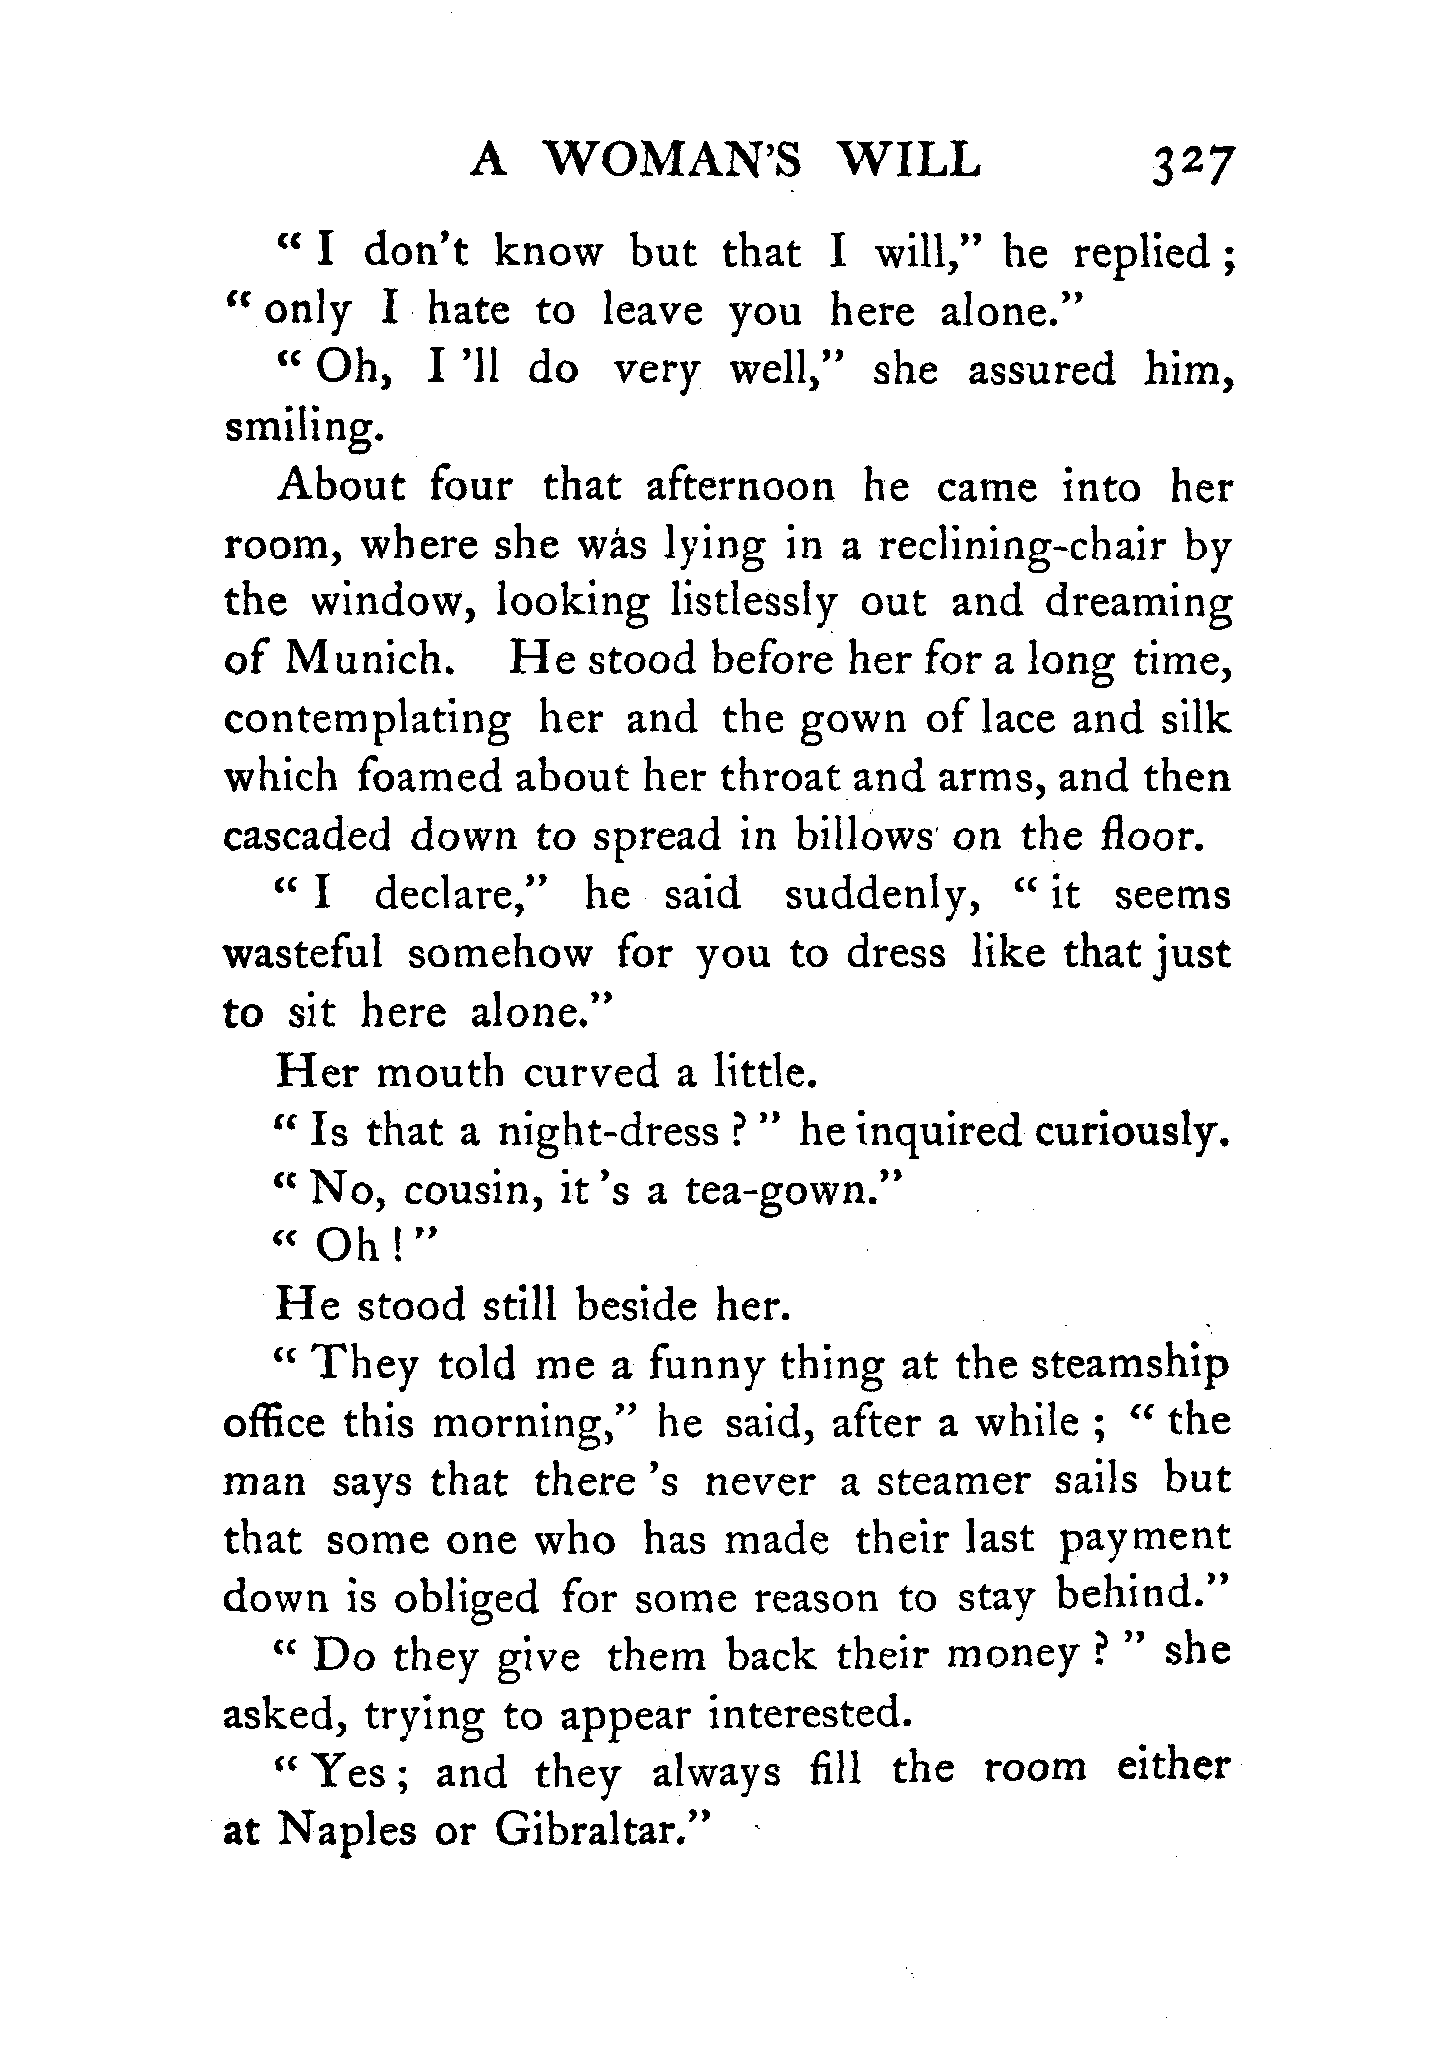 A WOMAN'S WILL 327
"I don't know but that I will," he replied;
"only I hate to leave you here alone."
"Oh, I'll do very well," she assured him,
smiling.
About four that afternoon he came into her
room, where she was lying in a reclining-chair by
the window, looking listlessly out and dreaming
of Munich. He stood before her for a long time,
contemplating her and the gown of lace and silk
which foamed about her throat and arms, and then
cascaded down to spread in billows on the floor.
"I declare," he said suddenly, "it seems
wasteful somehow for you to dress like that just
to sit here alone."
Her mouth curved a little.
"Is that a night-dress?" he inquired curiously.
"No, cousin, it's a tea-gown."
"Oh!"
He stood still beside her.
"They told me a funny thing at the steamship
office this morning," he said, after a while; "the
man says that there's never a steamer sails but
that some one who has made their last payment
down is obliged for some reason to stay behind."
"Do they give them back their money?" she
asked, trying to appear interested.
"Yes; and they always fill the room either
at Naples or Gibraltar."